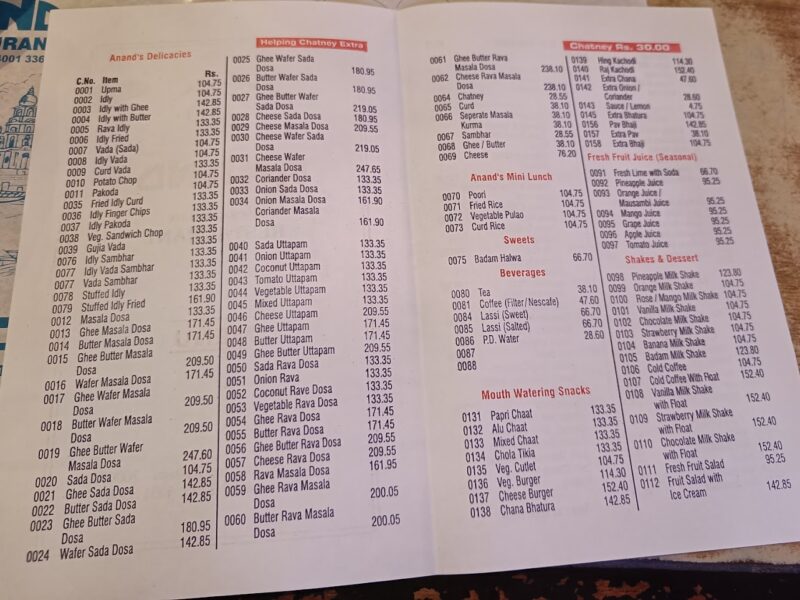 ND
URANT
4001 336
Helping Chatney Extra
Anand's Delicacies
C.No. Item Rs.
0001 Upma 104.75
0002 Idly 104.75
0003 Idly with Ghee 142.85
0004 Idly with Butter 142.85
0005 Rava Idly 133.35
0006 Idly Fried 133.35
0007 Vada (Sada) 104.75
0008 Idly Vada 133.35
0009 Curd Vada 133.35
0010 Potato Chop 104.75
0011 Pakoda 104.75
0035 Fried Idly Curd 133.35
0036 Idly Finger Chips 133.35
0037 Idly Pakoda 133.35
0038 Veg. Sandwich Chop 133.35
0039 Gujia Vada 133.35
0076 Idly Sambhar 133.35
0077 Idly Vada Sambhar 133.35
0077 Vada Sambhar 133.35
0078 Stuffed Idly 133.35
0079 Stuffed Idly Fried 161.90
0012 Masala Dosa 133.35
0013 Ghee Masala Dosa 171.45
0014 Butter Masala Dosa 171.45
0015 Ghee Butter Masala
Dosa 209.50
0016 Wafer Masala Dosa 171.45
0017 Ghee Wafer Masala
Dosa 209.50
0018 Butter Wafer Masala
Dosa 209.50
0019 Ghee Butter Wafer
Masala Dosa 247.60
0020 Sada Dosa 104.75
0021 Ghee Sada Dosa 142.85
0022 Butter Sada Dosa 142.85
0023 Ghee Butter Sada
Dosa 180.95
0024 Wafer Sada Dosa 142.85
0025 Ghee Wafer Sada
Dosa 180.95
0026 Butter Wafer Sada
Dosa 180.95
0027 Ghee Butter Wafer
Sada Dosa 219.05
0028 Cheese Sada Dosa 180.95
0029 Cheese Masala Dosa 209.55
0030 Cheese Wafer Sada
Dosa 219.05
0031 Cheese Wafer
Masala Dosa 247.65
0032 Coriander Dosa 133.35
0033 Onion Sada Dosa 133.35
0034 Onion Masala Dosa 161.90
Coriander Masala
Dosa 161.90
0040 Sada Uttapam 133.35
0041 Onion Uttapam 133.35
0042 Coconut Uttapam 133.35
0043 Tomato Uttapam 133.35
0044 Vegetable Uttapam 133.35
0045 Mixed Uttapam 133.35
0046 Cheese Uttapam 209.55
0047 Ghee Uttapam 171.45
0048 Butter Uttapam 171.45
0049 Ghee Butter Uttapam 209.55
0050 Sada Rava Dosa 133.35
0051 Onion Rava 133.35
0052 Coconut Rave Dosa 133.35
0053 Vegetable Rava Dosa 133.35
0054 Ghee Rava Dosa 171.45
0055 Butter Rava Dosa 171.45
0056 Ghee Butter Rava Dosa 209.55
0057 Cheese Rava Dosa 209.55
0058 Rava Masala Dosa 161.95
0059 Ghee Rava Masala
Dosa 200.05
0060 Butter Rava Masala
Dosa 200.05
Chatney Rs. 30.00
0061 Ghee Butter Rava
Masala Dosa 238.10
0062 Cheese Rava Masala
Dosa 238.10
0064 Chatney 28.55
0065 Curd 38.10
0066 Seperate Masala 38.10
Kurma 38.10
0067 Sambhar 28.55
0068 Ghee / Butter 38.10
0069 Cheese 76.20
Anand's Mini Lunch
0070 Poori 104.75
0071 Fried Rice 104.75
0072 Vegetable Pulao 104.75
0073 Curd Rice 104.75
Sweets
0075 Badam Halwa 66.70
Beverages
0080 Tea 38.10
0081 Coffee (Filter/Nescafe) 47.60
0084 Lassi (Sweet) 66.70
0085 Lassi (Salted) 66.70
0086 P.D. Water 28.60
0087
0088
Mouth Watering Snacks
0131 Papri Chaat 133.35
0132 Alu Chaat 133.35
0133 Mixed Chaat 133.35
0134 Chola Tikia 133.35
0135 Veg. Cutlet 104.75
0136 Veg. Burger 114.30
0137 Cheese Burger 152.40
0138 Chana Bhatura 142.85
0139 Hing Kachodi 114.30
0140 Raj Kachodi 152.40
0141 Extra Chana 47.60
0142 Extra Onion /
Coriander 28.60
0143 Sauce / Lemon 4.75
0145 Extra Bhatura 104.75
0156 Pav Bhaji 142.85
0157 Extra Pav 38.10
0158 Extra Bhaji 104.75
Fresh Fruit Juice (Seasonal)
0091 Fresh Lime with Soda 66.70
0092 Pineapple Juice 95.25
0093 Orange Juice /
Mausambi Juice 95.25
0094 Mango Juice 95.25
0095 Grape Juice 95.25
0096 Apple Juice 95.25
0097 Tomato Juice 95.25
Shakes & Dessert
0098 Pineapple Milk Shake 123.80
0099 Orange Milk Shake 104.75
0100 Rose / Mango Milk Shake 104.75
0101 Vanilla Milk Shake 104.75
0102 Chocolate Milk Shake 104.75
0103 Strawberry Milk Shake 104.75
0104 Banana Milk Shake 104.75
0105 Badam Milk Shake 123.80
0106 Cold Coffee 104.75
0107 Cold Coffee With Float 152.40
0108 Vanilla Milk Shake
with Float 152.40
0109 Strawberry Milk Shake
with Float 152.40
0110 Chocolate Milk Shake
with Float 152.40
0111 Fresh Fruit Salad 95.25
0112 Fruit Salad with
Ice Cream 142.85